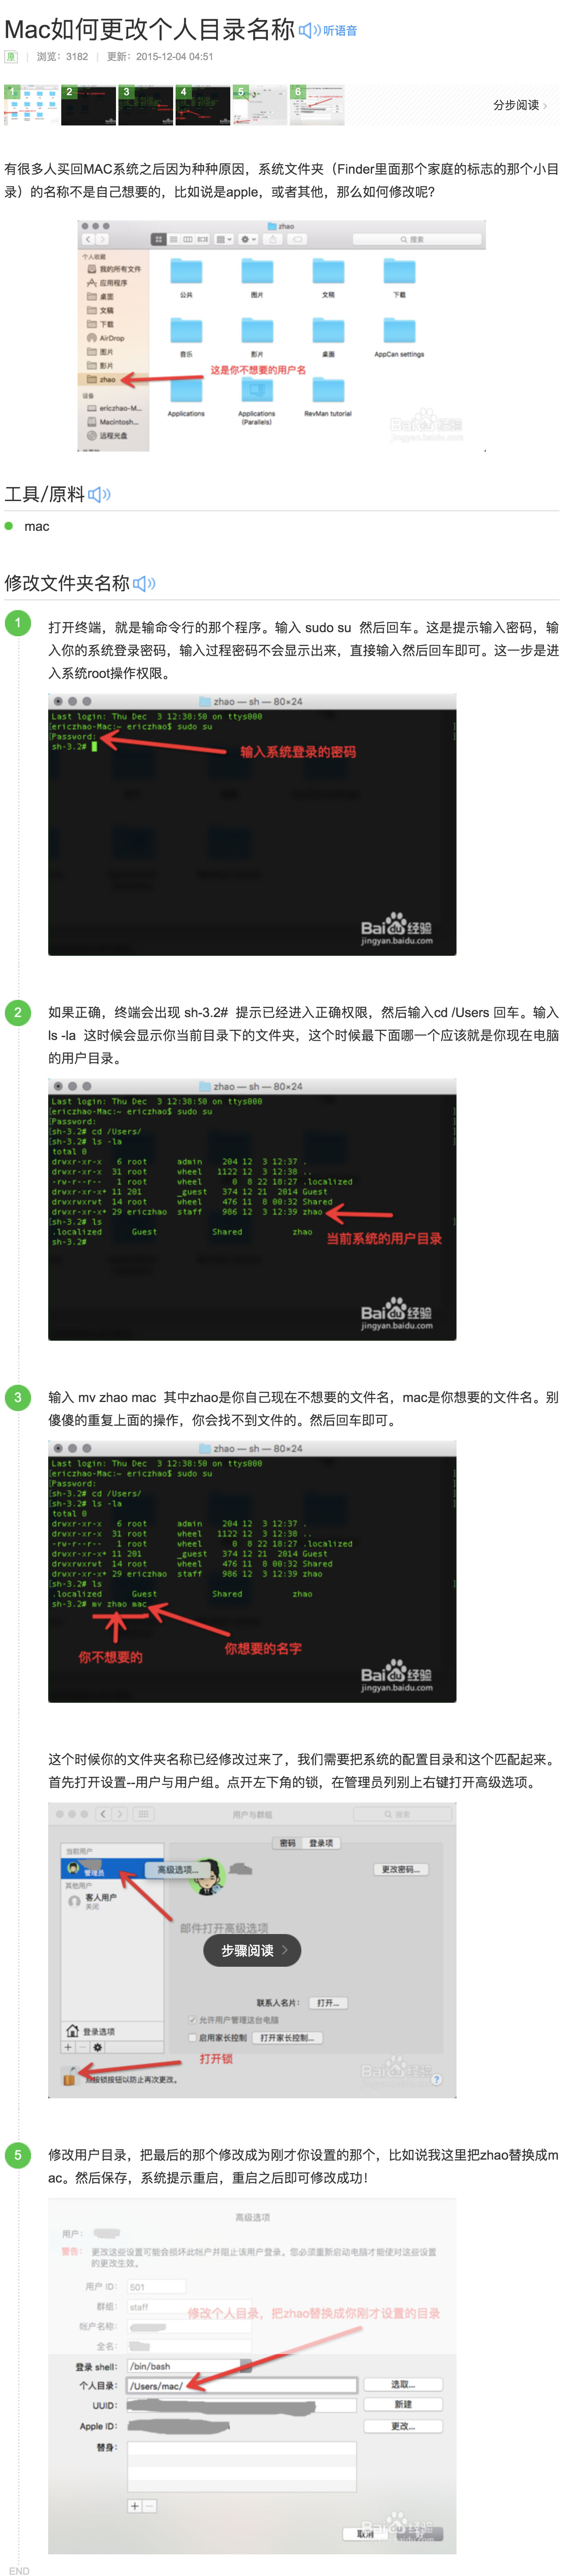 Mac如何更改个人目录名称 听语音
原 | 浏览：3182 | 更新：2015-12-04 04:51
1 2 3 4 5 6 分步阅读
有很多人买回MAC系统之后因为种种原因，系统文件夹（Finder里面那个家庭的标志的那个小目
录）的名称不是自己想要的，比如说是apple，或者其他，那么如何修改呢？
zhao
搜索
个人收藏
我的所有文件
应用程序
桌面
文稿
下载
AirDrop
图片
影片
zhao
设备
ericzhao-M...
Macintosh...
远程光盘
公共 图片 文稿 下载
音乐 影片 桌面 AppCan settings
这是你不想要的用户名
Applications Applications (Parallels) RevMan tutorial
Baidu经验
jingyan.baidu.com
工具/原料
mac
修改文件夹名称
1
打开终端，就是输命令行的那个程序。输入 sudo su 然后回车。这是提示输入密码，输
入你的系统登录密码，输入过程密码不会显示出来，直接输入然后回车即可。这一步是进
入系统root操作权限。
zhao — sh — 80×24
Last login: Thu Dec  3 12:38:50 on ttys000
[ericzhao-Mac:~ ericzhao$ sudo su ]
[Password: ]
sh-3.2#
输入系统登录的密码
Baidu经验
jingyan.baidu.com
2
如果正确，终端会出现 sh-3.2# 提示已经进入正确权限，然后输入cd /Users 回车。输入
ls -la 这时候会显示你当前目录下的文件夹，这个时候最下面哪一个应该就是你现在电脑
的用户目录。
zhao — sh — 80×24
Last login: Thu Dec  3 12:38:50 on ttys000
[ericzhao-Mac:~ ericzhao$ sudo su ]
[Password: ]
[sh-3.2# cd /Users/ ]
[sh-3.2# ls -la ]
total 0
drwxr-xr-x   6 root      admin   204 12  3 12:37 .
drwxr-xr-x  31 root      wheel  1122 12  3 12:38 ..
-rw-r--r--   1 root      wheel     0  8 22 18:27 .localized
drwxr-xr-x+ 11 201       _guest  374 12 21  2014 Guest
drwxrwxrwt  14 root      wheel   476 11  8 00:32 Shared
drwxr-xr-x+ 29 ericzhao  staff   986 12  3 12:39 zhao
[sh-3.2# ls ]
.localized Guest Shared zhao
sh-3.2#
当前系统的用户目录
Baidu经验
jingyan.baidu.com
3
输入 mv zhao mac 其中zhao是你自己现在不想要的文件名，mac是你想要的文件名。别
傻傻的重复上面的操作，你会找不到文件的。然后回车即可。
zhao — sh — 80×24
Last login: Thu Dec  3 12:38:50 on ttys000
[ericzhao-Mac:~ ericzhao$ sudo su ]
[Password: ]
[sh-3.2# cd /Users/ ]
[sh-3.2# ls -la ]
total 0
drwxr-xr-x   6 root      admin   204 12  3 12:37 .
drwxr-xr-x  31 root      wheel  1122 12  3 12:38 ..
-rw-r--r--   1 root      wheel     0  8 22 18:27 .localized
drwxr-xr-x+ 11 201       _guest  374 12 21  2014 Guest
drwxrwxrwt  14 root      wheel   476 11  8 00:32 Shared
drwxr-xr-x+ 29 ericzhao  staff   986 12  3 12:39 zhao
[sh-3.2# ls ]
.localized Guest Shared zhao
sh-3.2# mv zhao mac
你不想要的 你想要的名字
Baidu经验
jingyan.baidu.com
这个时候你的文件夹名称已经修改过来了，我们需要把系统的配置目录和这个匹配起来。
首先打开设置--用户与用户组。点开左下角的锁，在管理员列别上右键打开高级选项。
用户与群组 搜索
密码 登录项
当前用户
管理员
高级选项...
更改密码...
其他用户
客人用户
关闭
邮件打开高级选项
步骤阅读
联系人名片： 打开...
允许用户管理这台电脑
启用家长控制 打开家长控制...
登录选项
+ −
打开锁
点按锁按钮以防止再次更改。
Baidu经验
?
5
修改用户目录，把最后的那个修改成为刚才你设置的那个，比如说我这里把zhao替换成m
ac。然后保存，系统提示重启，重启之后即可修改成功！
高级选项
用户：
警告： 更改这些设置可能会损坏此帐户并阻止该用户登录。您必须重新启动电脑才能使对这些设置
的更改生效。
用户 ID： 501
群组： staff
修改个人目录，把zhao替换成你刚才设置的目录
帐户名称：
全名：
登录 shell： /bin/bash
个人目录： /Users/mac/ 选取...
UUID： 新建
Apple ID： 更改...
替身：
+ −
取消
Baidu经验
END